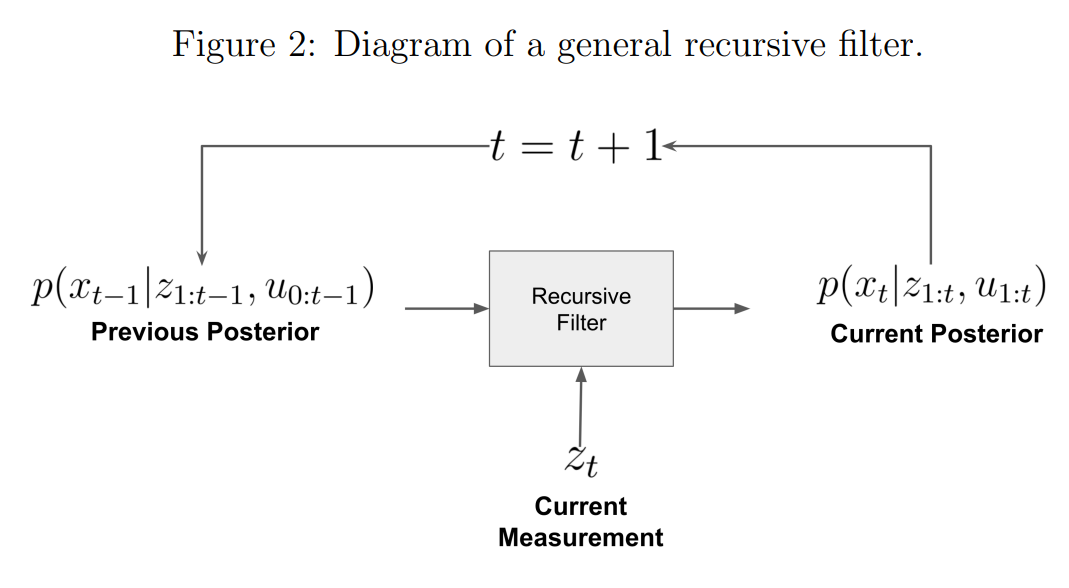 Figure 2: Diagram of a general recursive filter.
t = t + 1
p(x_{t−1}|z_{1:t−1}, u_{0:t−1})
Previous Posterior
Recursive
Filter
p(x_t|z_{1:t}, u_{1:t})
Current Posterior
z_t
Current
Measurement